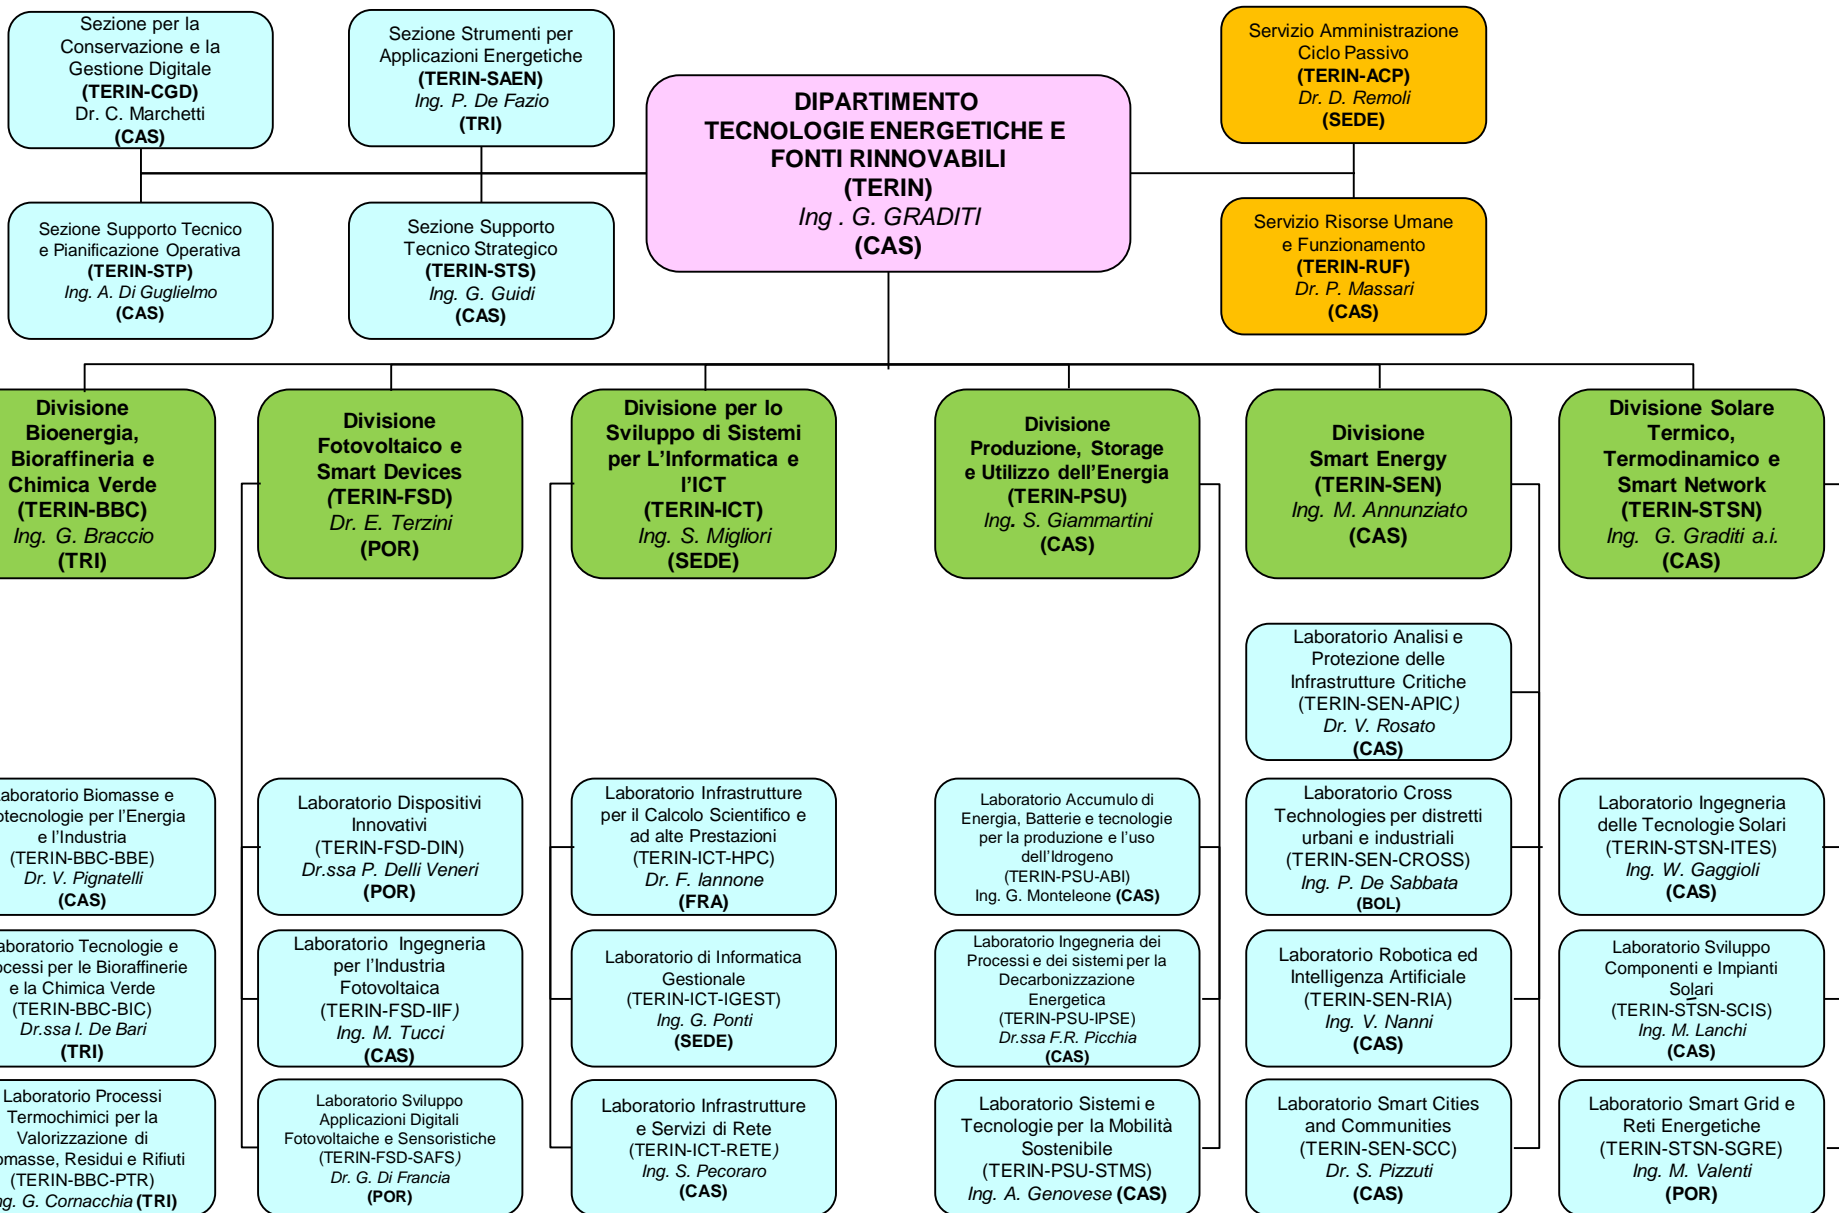 Sezione per la
Conservazione e la
Gestione Digitale
(TERIN-CGD)
Dr. C. Marchetti
(CAS)
Sezione Strumenti per
Applicazioni Energetiche
(TERIN-SAEN)
Ing. P. De Fazio
(TRI)
DIPARTIMENTO
TECNOLOGIE ENERGETICHE E
FONTI RINNOVABILI
(TERIN)
Ing . G. GRADITI
(CAS)
Servizio Amministrazione
Ciclo Passivo
(TERIN-ACP)
Dr. D. Remoli
(SEDE)
Sezione Supporto Tecnico
e Pianificazione Operativa
(TERIN-STP)
Ing. A. Di Guglielmo
(CAS)
Sezione Supporto
Tecnico Strategico
(TERIN-STS)
Ing. G. Guidi
(CAS)
Servizio Risorse Umane
e Funzionamento
(TERIN-RUF)
Dr. P. Massari
(CAS)
Divisione
Bioenergia,
Bioraffineria e
Chimica Verde
(TERIN-BBC)
Ing. G. Braccio
(TRI)
Divisione
Fotovoltaico e
Smart Devices
(TERIN-FSD)
Dr. E. Terzini
(POR)
Divisione per lo
Sviluppo di Sistemi
per L'Informatica e
l'ICT
(TERIN-ICT)
Ing. S. Migliori
(SEDE)
Divisione
Produzione, Storage
e Utilizzo dell'Energia
(TERIN-PSU)
Ing. S. Giammartini
(CAS)
Divisione
Smart Energy
(TERIN-SEN)
Ing. M. Annunziato
(CAS)
Divisione Solare
Termico,
Termodinamico e
Smart Network
(TERIN-STSN)
Ing. G. Graditi a.i.
(CAS)
Laboratorio Analisi e
Protezione delle
Infrastrutture Critiche
(TERIN-SEN-APIC)
Dr. V. Rosato
(CAS)
Biomasse e
per l'Energia
e l'Industria
(TERIN-BBC-BBE)
Dr. V. Pignatelli
(CAS)
Laboratorio Dispositivi
Innovativi
(TERIN-FSD-DIN)
Dr.ssa P. Delli Veneri
(POR)
Laboratorio Infrastrutture
per il Calcolo Scientifico e
ad alte Prestazioni
(TERIN-ICT-HPC)
Dr. F. Iannone
(FRA)
Laboratorio Accumulo di
Energia, Batterie e tecnologie
per la produzione e l'uso
dell'Idrogeno
(TERIN-PSU-ABI)
Ing. G. Monteleone (CAS)
Laboratorio Cross
Technologies per distretti
urbani e industriali
(TERIN-SEN-CROSS)
Ing. P. De Sabbata
(BOL)
Laboratorio Ingegneria
delle Tecnologie Solari
(TERIN-STSN-ITES)
Ing. W. Gaggioli
(CAS)
Tecnologie e
per le Bioraffinerie
e la Chimica Verde
(TERIN-BBC-BIC)
Dr.ssa I. De Bari
(TRI)
Laboratorio Ingegneria
per l'Industria
Fotovoltaica
(TERIN-FSD-IIF)
Ing. M. Tucci
(CAS)
Laboratorio di Informatica
Gestionale
(TERIN-ICT-IGEST)
Ing. G. Ponti
(SEDE)
Laboratorio Ingegneria dei
Processi e dei sistemi per la
Decarbonizzazione
Energetica
(TERIN-PSU-IPSE)
Dr.ssa F.R. Picchia
(CAS)
Laboratorio Robotica ed
Intelligenza Artificiale
(TERIN-SEN-RIA)
Ing. V. Nanni
(CAS)
Laboratorio Sviluppo
Componenti e Impianti
Solari
(TERIN-STSN-SCIS)
Ing. M. Lanchi
(CAS)
Laboratorio Processi
Termochimici per la
Valorizzazione di
Residui e Rifiuti
(TERIN-BBC-PTR)
G. Cornacchia (TRI)
Laboratorio Sviluppo
Applicazioni Digitali
Fotovoltaiche e Sensoristiche
(TERIN-FSD-SAFS)
Dr. G. Di Francia
(POR)
Laboratorio Infrastrutture
e Servizi di Rete
(TERIN-ICT-RETE)
Ing. S. Pecoraro
(CAS)
Laboratorio Sistemi e
Tecnologie per la Mobilità
Sostenibile
(TERIN-PSU-STMS)
Ing. A. Genovese (CAS)
Laboratorio Smart Cities
and Communities
(TERIN-SEN-SCC)
Dr. S. Pizzuti
(CAS)
Laboratorio Smart Grid e
Reti Energetiche
(TERIN-STSN-SGRE)
Ing. M. Valenti
(POR)